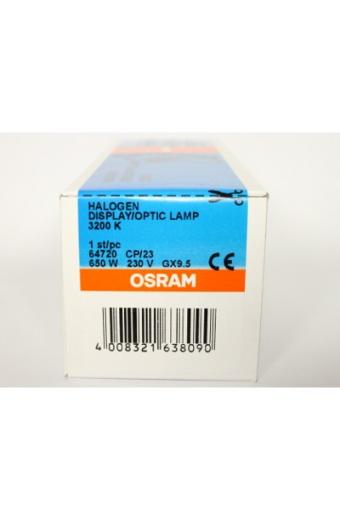 HALOGEN
DISPLAY/OPTIC LAMP
3200 K
1 st/pc
64720 CP/23
650 W 230 V GX9.5
CE
OSRAM
4 008321 638090